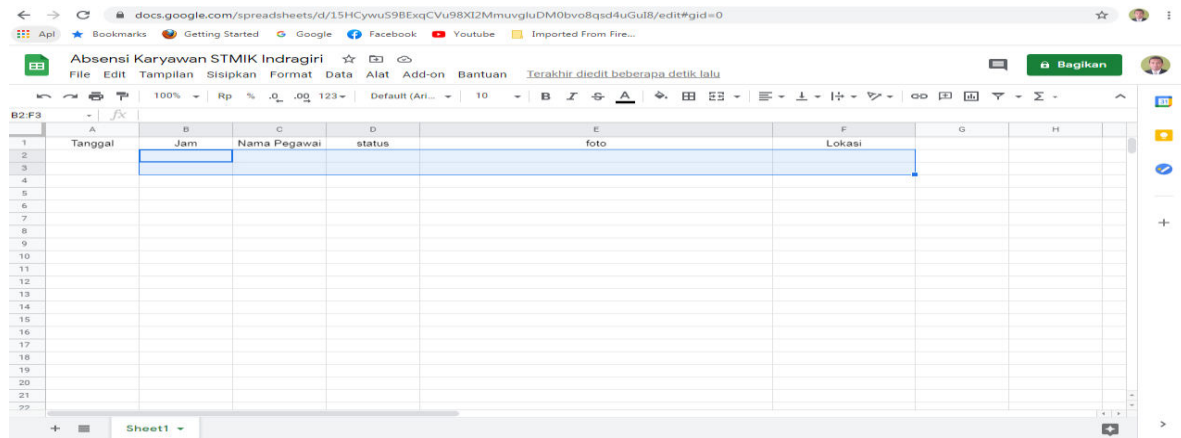 docs.google.com/spreadsheets/d/15HCywuS9BExqCVu98XI2MmuvgluDM0bvo8qsd4uGuI8/edit#gid=0
Apl Bookmarks Getting Started G Google Facebook Youtube Imported From Fire...
Absensi Karyawan STMIK Indragiri
File Edit Tampilan Sisipkan Format Data Alat Add-on Bantuan Terakhir diedit beberapa detik lalu
Bagikan
100% Rp % .0 .00 123 Default (Ari... 10 B I S A
B2:F3 fx
A B C D E F G H
1 Tanggal Jam Nama Pegawai status foto Lokasi
2
3
4
5
6
7
8
9
10
11
12
13
14
15
16
17
18
19
20
21
22
+ Sheet1